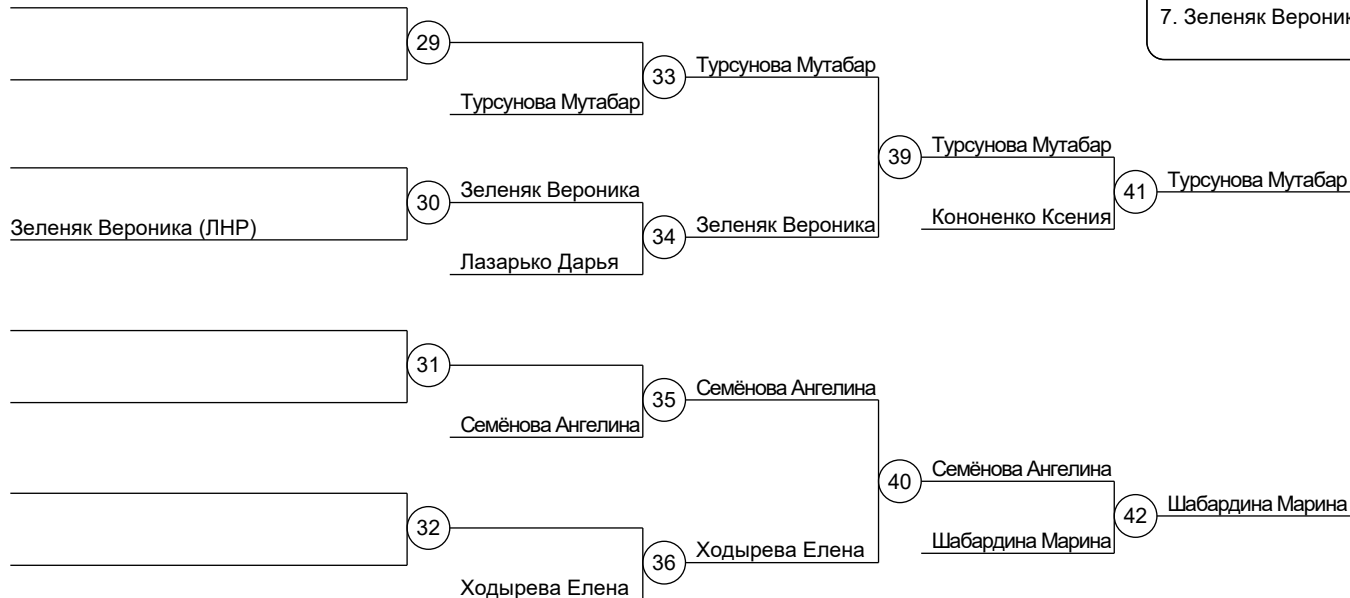 7. Зеленяк Вероник
29
33
Турсунова Мутабар
Турсунова Мутабар
39
Турсунова Мутабар
41
Турсунова Мутабар
30
Зеленяк Вероника
Зеленяк Вероника (ЛНР)
34
Зеленяк Вероника
Кононенко Ксения
Лазарько Дарья
31
35
Семёнова Ангелина
Семёнова Ангелина
40
Семёнова Ангелина
42
Шабардина Марина
32
36
Ходырева Елена
Шабардина Марина
Ходырева Елена